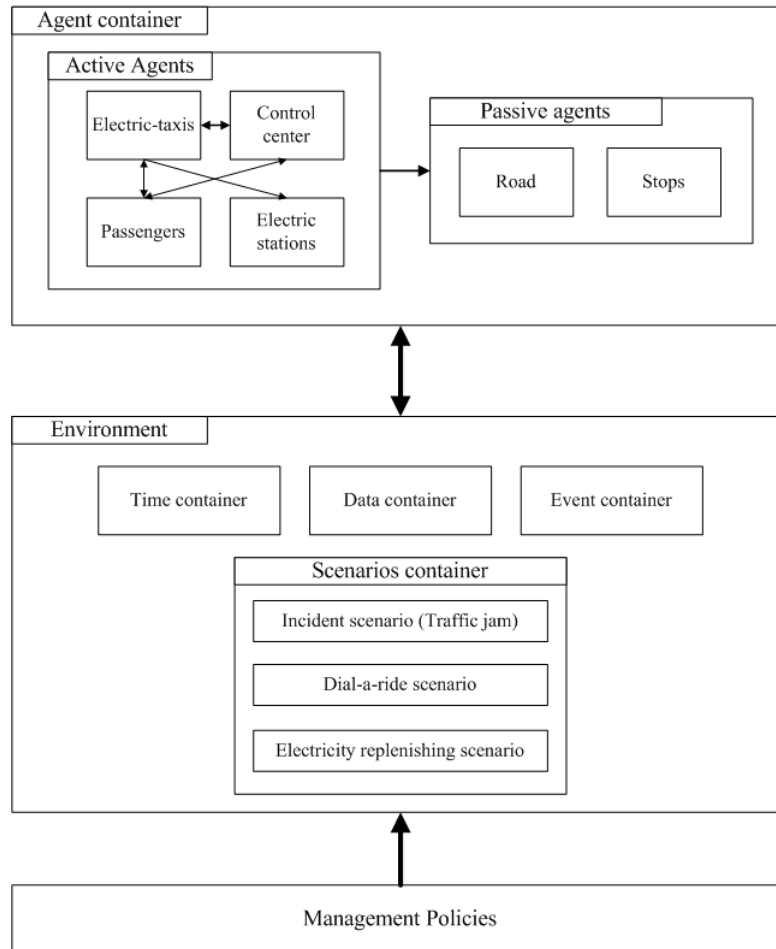 Agent container
Active Agents
Electric-taxis
Control
center
Passengers
Electric
stations
Passive agents
Road
Stops
Environment
Time container
Data container
Event container
Scenarios container
Incident scenario (Traffic jam)
Dial-a-ride scenario
Electricity replenishing scenario
Management Policies